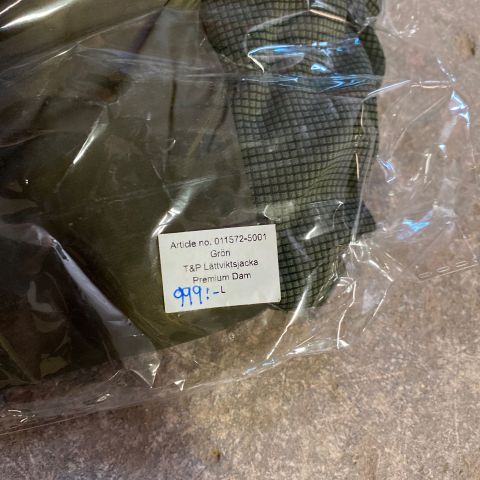 Article no. 011572-5001
Grön
T&P Lättviktsjacka
Premium Dam
999:- L